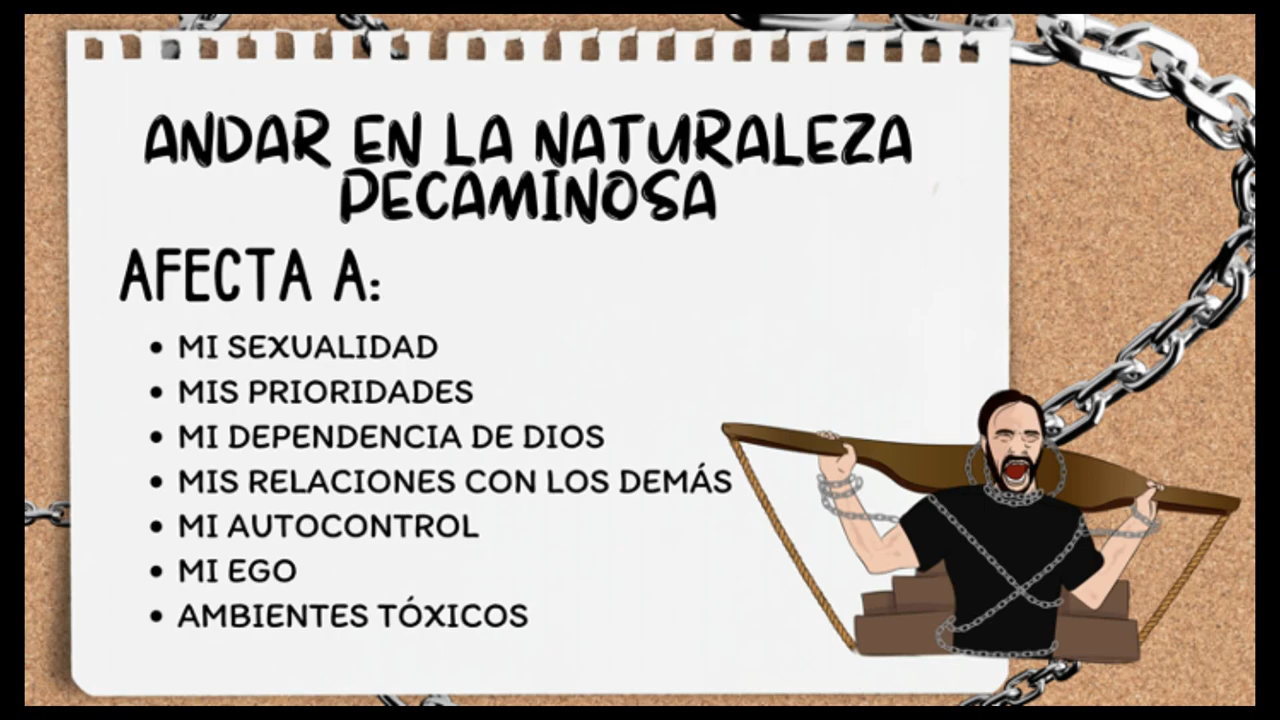 ANDAR EN LA NATURALEZA
PECAMINOSA
AFECTA A:
• MI SEXUALIDAD
• MIS PRIORIDADES
• MI DEPENDENCIA DE DIOS
• MIS RELACIONES CON LOS DEMÁS
• MI AUTOCONTROL
• MI EGO
• AMBIENTES TÓXICOS